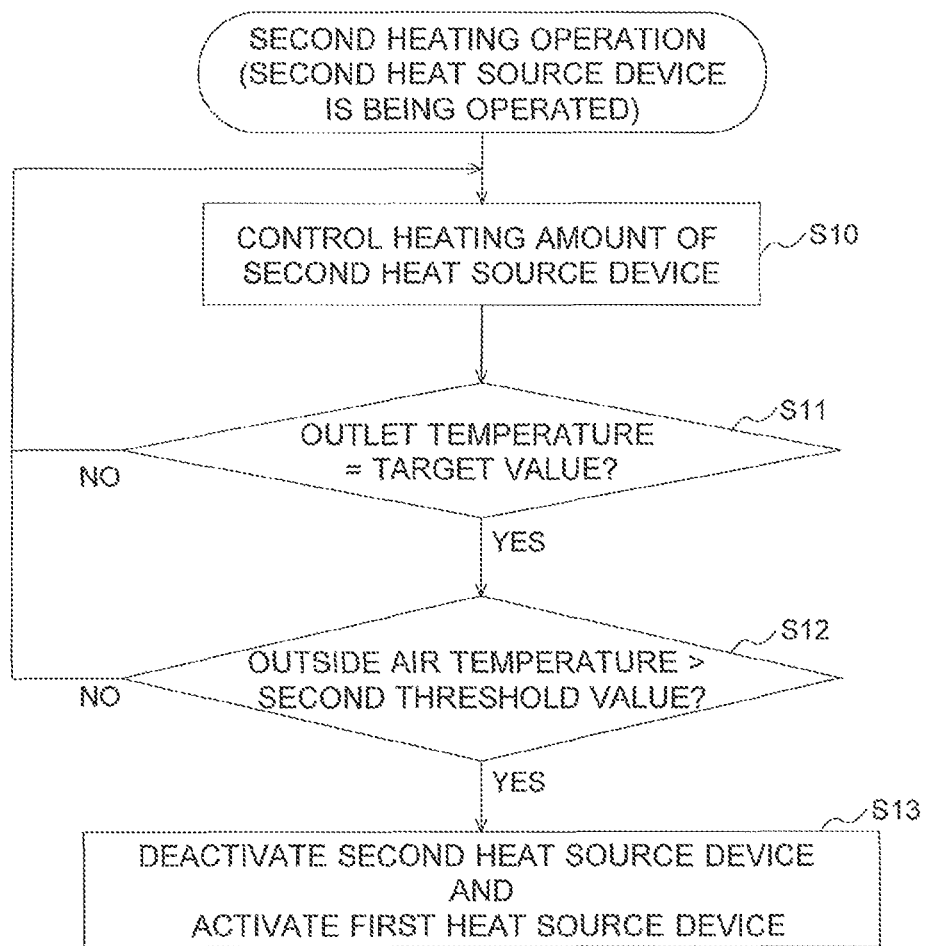 SECOND HEATING OPERATION
(SECOND HEAT SOURCE DEVICE
IS BEING OPERATED)
CONTROL HEATING AMOUNT OF
SECOND HEAT SOURCE DEVICE
S10
OUTLET TEMPERATURE
= TARGET VALUE?
S11
NO
YES
OUTSIDE AIR TEMPERATURE >
SECOND THRESHOLD VALUE?
S12
NO
YES
S13
DEACTIVATE SECOND HEAT SOURCE DEVICE
AND
ACTIVATE FIRST HEAT SOURCE DEVICE